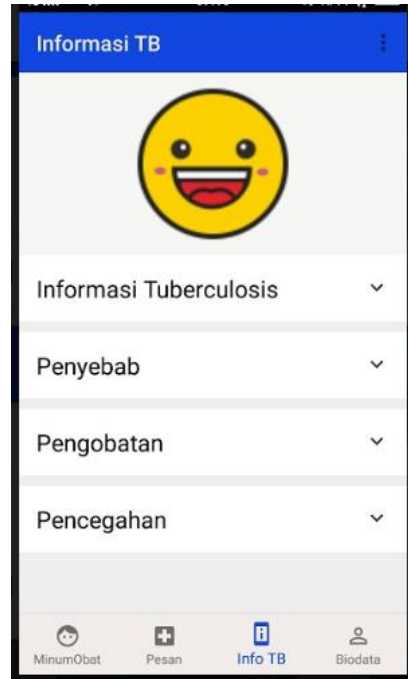 Informasi TB
Informasi Tuberculosis
Penyebab
Pengobatan
Pencegahan
MinumObat
Pesan
Info TB
Biodata